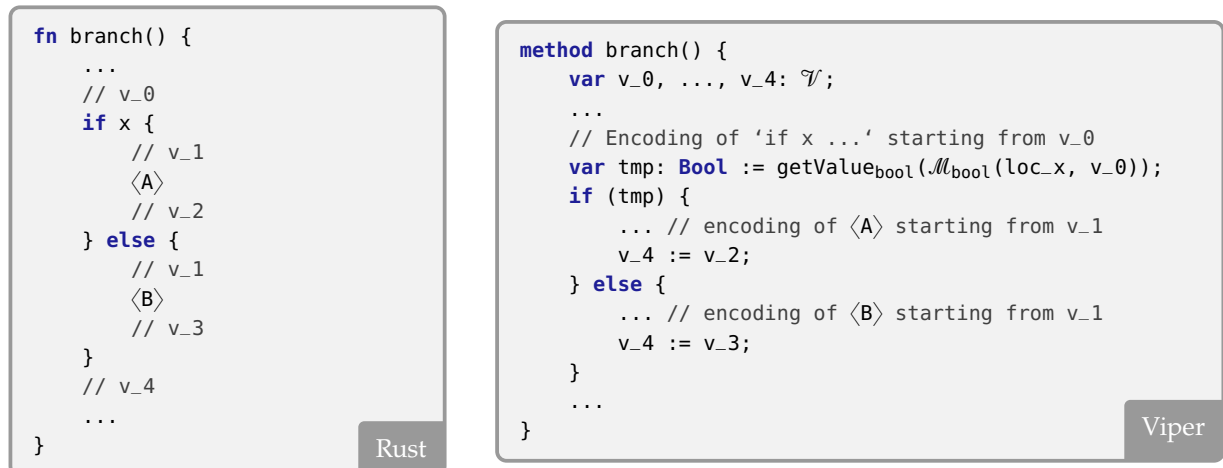 fn branch() {
    ...
    // v_0
    if x {
        // v_1
        ⟨A⟩
        // v_2
    } else {
        // v_1
        ⟨B⟩
        // v_3
    }
    // v_4
    ...
}
Rust
method branch() {
    var v_0, ..., v_4: 𝒱;
    ...
    // Encoding of ‘if x ...‘ starting from v_0
    var tmp: Bool := getValue_bool(ℳ_bool(loc_x, v_0));
    if (tmp) {
        ... // encoding of ⟨A⟩ starting from v_1
        v_4 := v_2;
    } else {
        ... // encoding of ⟨B⟩ starting from v_1
        v_4 := v_3;
    }
    ...
}
Viper